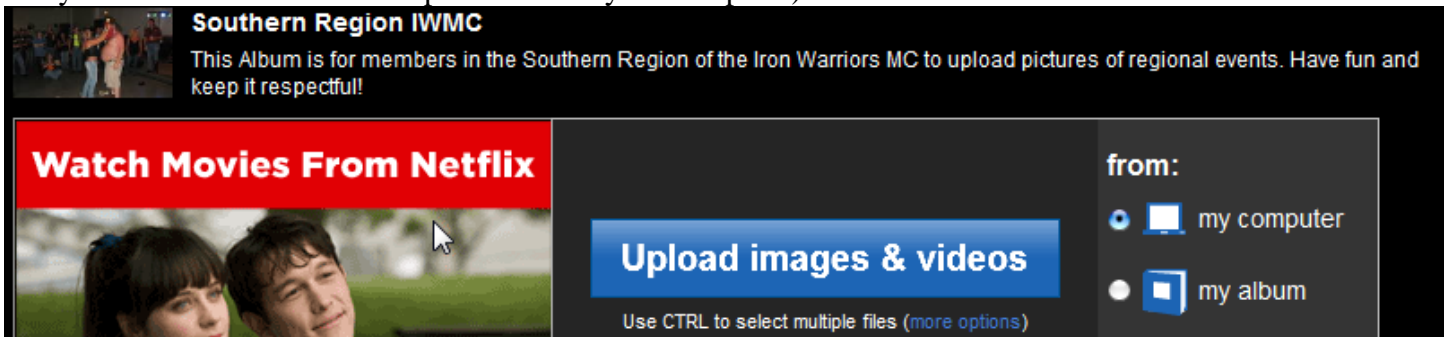 Southern Region IWMC
This Album is for members in the Southern Region of the Iron Warriors MC to upload pictures of regional events. Have fun and
keep it respectful!
Watch Movies From Netflix
from:
my computer
Upload images & videos
my album
Use CTRL to select multiple files (more options)